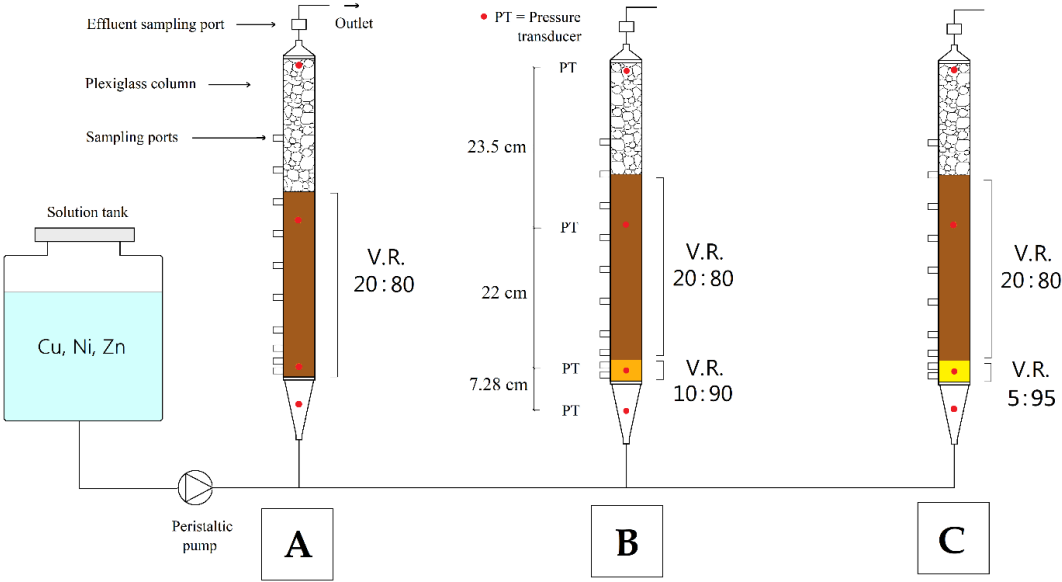 Effluent sampling port
Outlet
PT = Pressure
transducer
Plexiglass column
Sampling ports
Solution tank
Cu, Ni, Zn
Peristaltic
pump
V.R.
20:80
PT
23.5 cm
PT
22 cm
PT
7.28 cm
PT
V.R.
20:80
V.R.
10:90
V.R.
20:80
V.R.
5:95
A
B
C